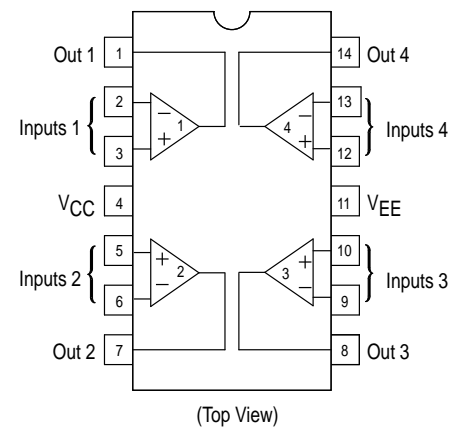 Out 1 1 14 Out 4
2 − 1 4 − 13
Inputs 1 Inputs 4
3 + + 12
VCC 4 11 VEE
5 + 2 3 + 10
Inputs 2 Inputs 3
6 − − 9
Out 2 7 8 Out 3
(Top View)